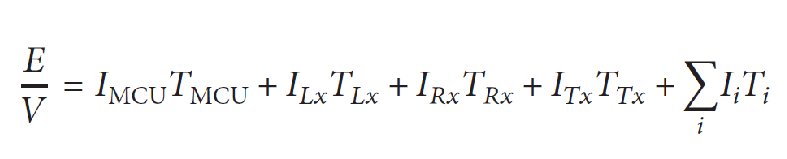 E/V = I_MCU T_MCU + I_Lx T_Lx + I_Rx T_Rx + I_Tx T_Tx + ∑_i I_i T_i